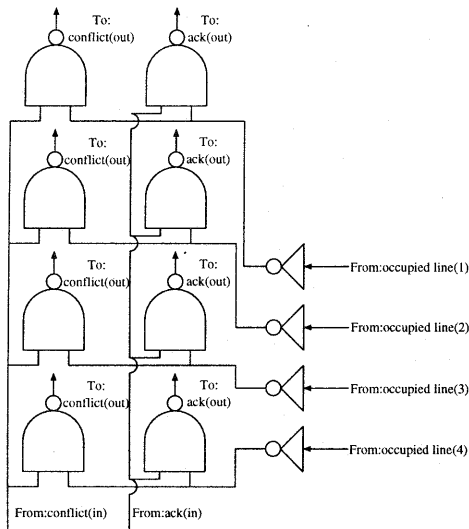 To:
conflict(out)
To:
ack(out)
To:
conflict(out)
To:
ack(out)
From:occupied line(1)
To:
conflict(out)
To:
ack(out)
From:occupied line(2)
To:
conflict(out)
To:
ack(out)
From:occupied line(3)
From:occupied line(4)
From:conflict(in)
From:ack(in)